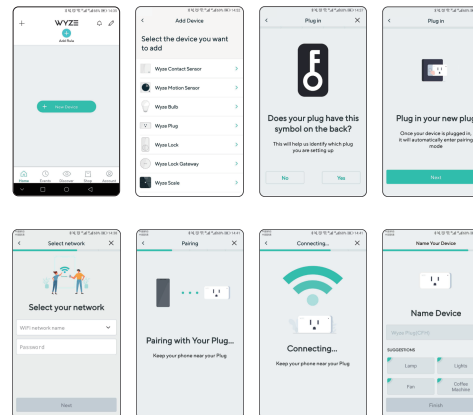 WYZE
Add Rule
+ New Device
Home Events Discover Shop Account
Add Device
Select the device you want
to add
Wyze Contact Sensor
Wyze Motion Sensor
Wyze Bulb
Wyze Plug
Wyze Lock
Wyze Lock Gateway
Wyze Scale
Plug in
Does your plug have this
symbol on the back?
This will help us identify which plug
you are setting up
No Yes
Plug in
Plug in your new plug
Once your device is plugged in,
it will automatically enter pairing
mode
Next
Select network
Select your network
WiFi network name
Password
Next
Pairing
Pairing with Your Plug...
Keep your phone near your Plug
Connecting...
Connecting...
Keep your phone near your Plug
Name Your Device
Name Device
SUGGESTIONS
Lamp Lights
Fan Coffee
Machine
Finish